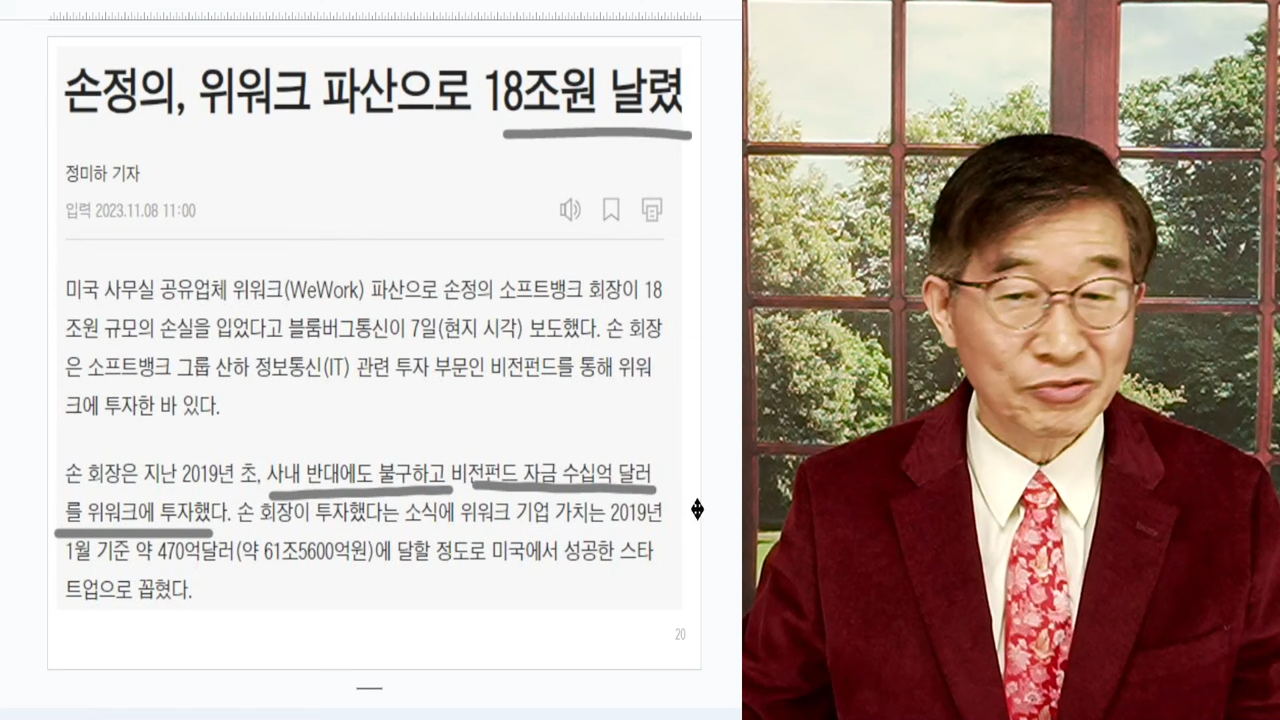 손정의, 위워크 파산으로 18조원 날렸
정미하 기자
입력 2023.11.08 11:00
미국 사무실 공유업체 위워크(WeWork) 파산으로 손정의 소프트뱅크 회장이 18
조원 규모의 손실을 입었다고 블룸버그통신이 7일(현지 시각) 보도했다. 손 회장
은 소프트뱅크 그룹 산하 정보통신(IT) 관련 투자 부문인 비전펀드를 통해 위워
크에 투자한 바 있다.
손 회장은 지난 2019년 초, 사내 반대에도 불구하고 비전펀드 자금 수십억 달러
를 위워크에 투자했다. 손 회장이 투자했다는 소식에 위워크 기업 가치는 2019년
1월 기준 약 470억달러(약 61조5600억원)에 달할 정도로 미국에서 성공한 스타
트업으로 꼽혔다.
20